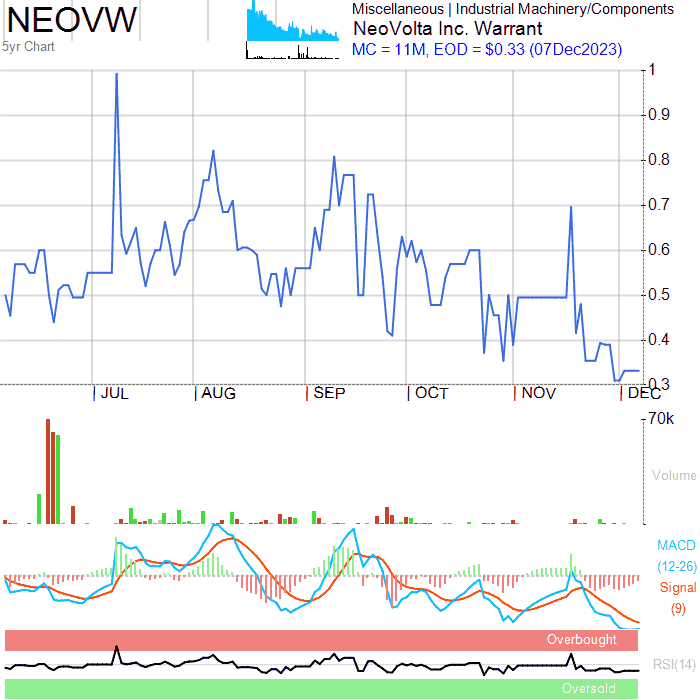 NEOVW
5yr Chart
Miscellaneous | Industrial Machinery/Components
NeoVolta Inc. Warrant
MC = 11M, EOD = $0.33 (07Dec2023)
1
0.9
0.8
0.7
0.6
0.5
0.4
0.3
JUL AUG SEP OCT NOV DEC
70k
Volume
MACD
(12-26)
Signal
(9)
Overbought
RSI(14)
Oversold